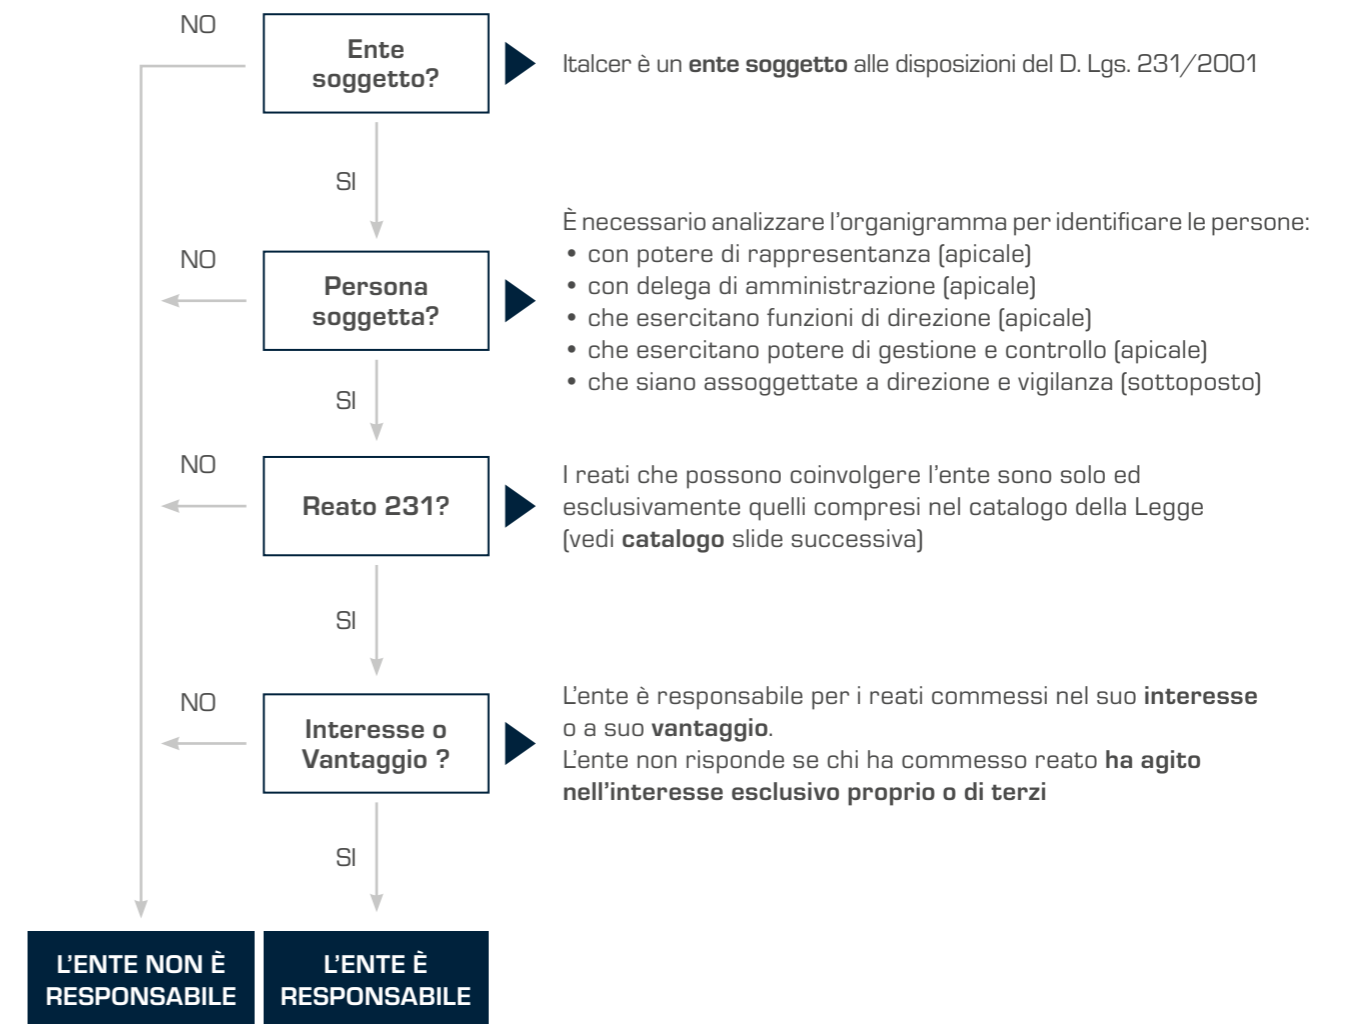 NO
Ente
soggetto?
Italcer è un ente soggetto alle disposizioni del D. Lgs. 231/2001
SI
NO
Persona
soggetta?
È necessario analizzare l'organigramma per identificare le persone:
• con potere di rappresentanza (apicale)
• con delega di amministrazione (apicale)
• che esercitano funzioni di direzione (apicale)
• che esercitano potere di gestione e controllo (apicale)
• che siano assoggettate a direzione e vigilanza (sottoposto)
SI
NO
Reato 231?
I reati che possono coinvolgere l'ente sono solo ed
esclusivamente quelli compresi nel catalogo della Legge
(vedi catalogo slide successiva)
SI
NO
Interesse o
Vantaggio ?
L'ente è responsabile per i reati commessi nel suo interesse
o a suo vantaggio.
L'ente non risponde se chi ha commesso reato ha agito
nell'interesse esclusivo proprio o di terzi
SI
L'ENTE NON È
RESPONSABILE
L'ENTE È
RESPONSABILE